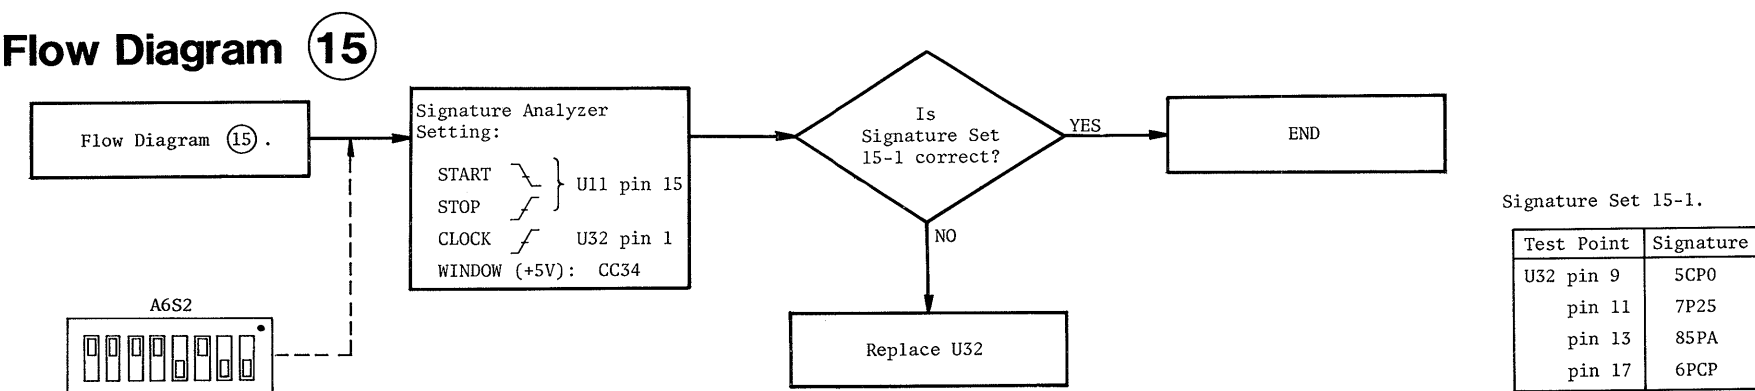 Flow Diagram 15
Flow Diagram 15 .
Signature Analyzer
Setting:
START
STOP
U11 pin 15
CLOCK U32 pin 1
WINDOW (+5V): CC34
Is
Signature Set
15-1 correct?
YES
END
NO
Replace U32
A6S2
Signature Set 15-1.
Test Point Signature
U32 pin 9 5CP0
pin 11 7P25
pin 13 85PA
pin 17 6PCP